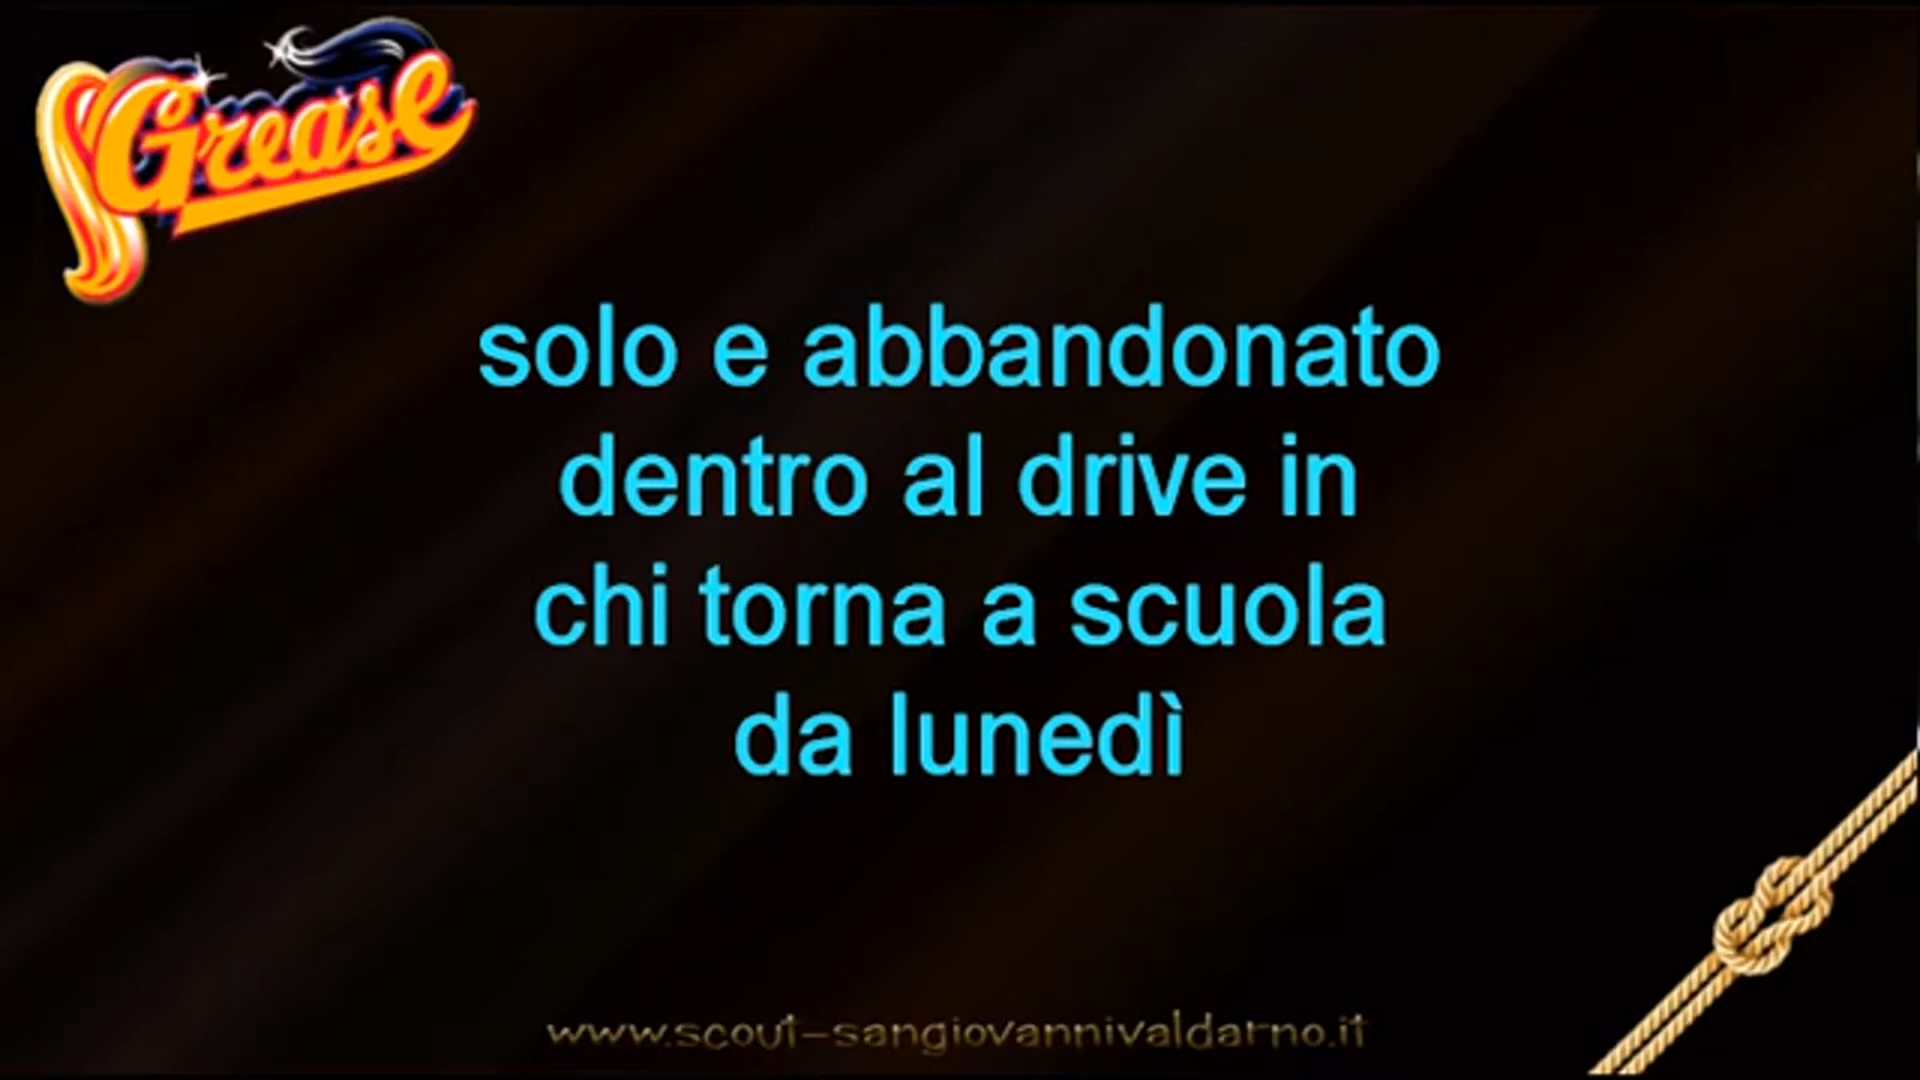 Grease
solo e abbandonato
dentro al drive in
chi torna a scuola
da lunedì
www.scout-sangiovannivaldarno.it